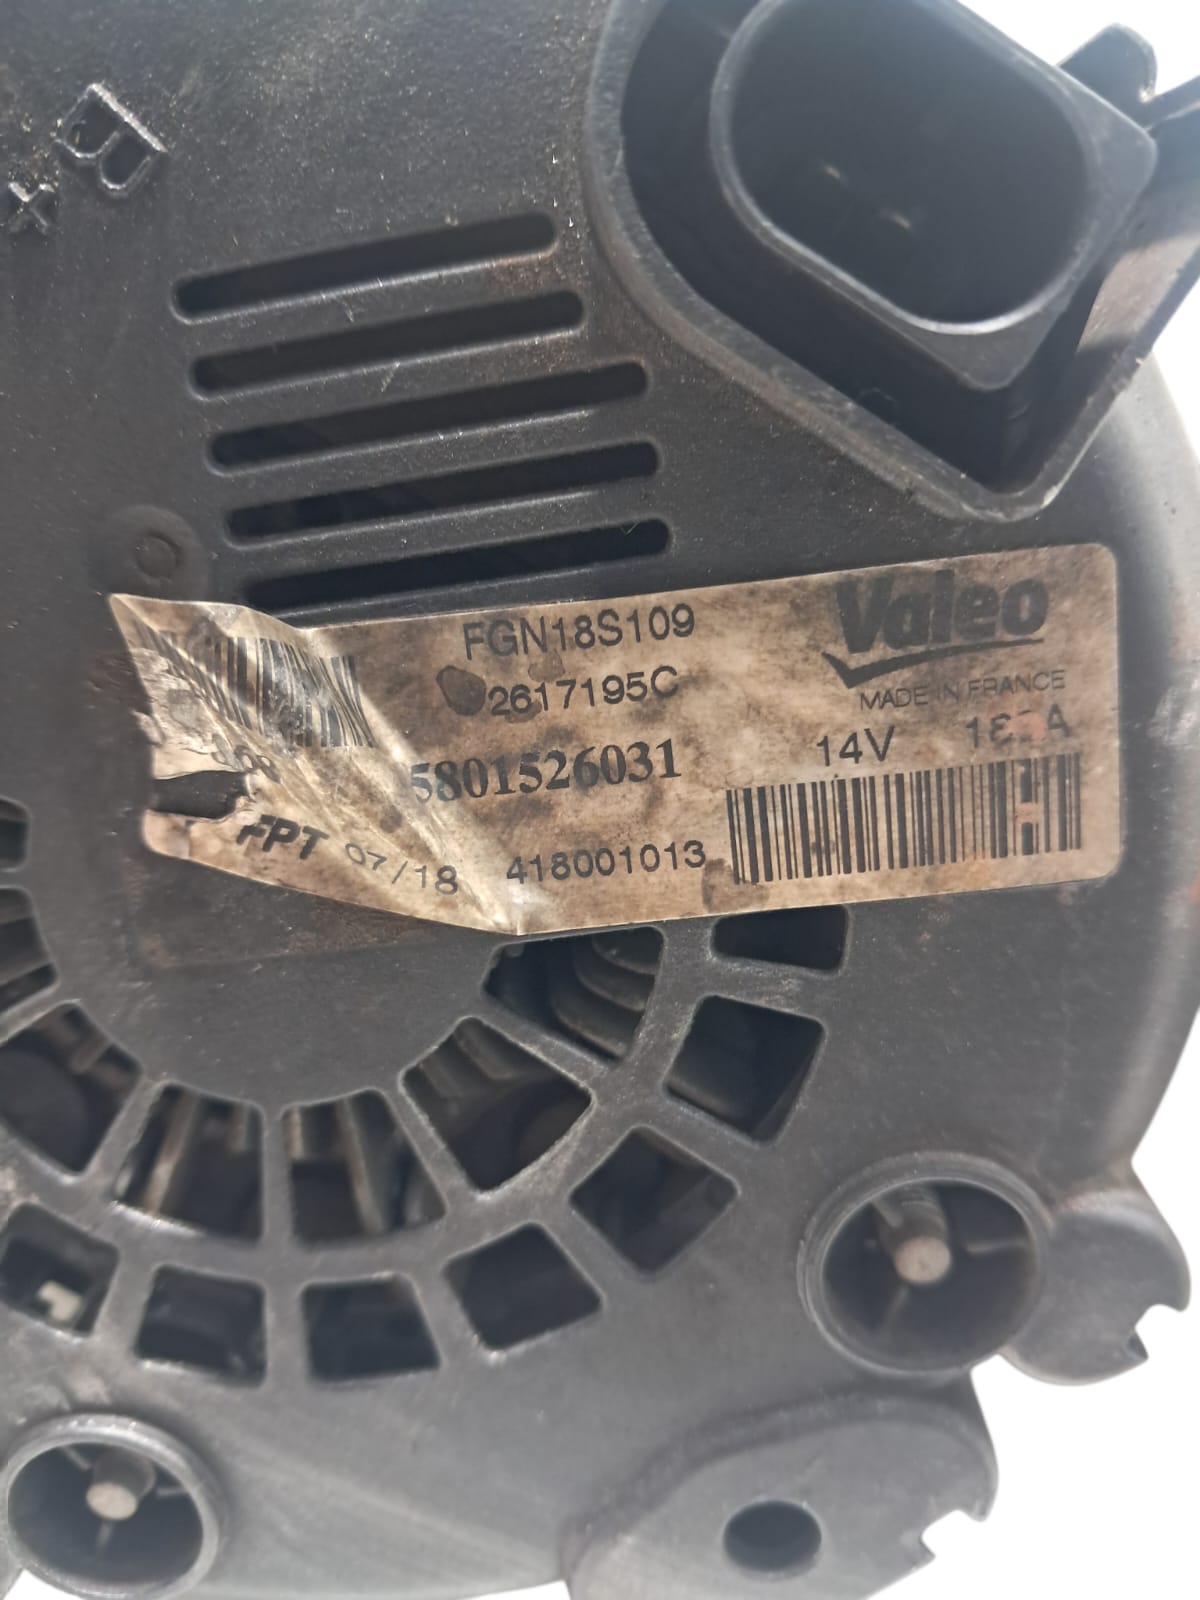 B
+
FGN18S109
2617195C
Valeo
MADE IN FRANCE
5801526031
14V
FPT 07/18
418001013